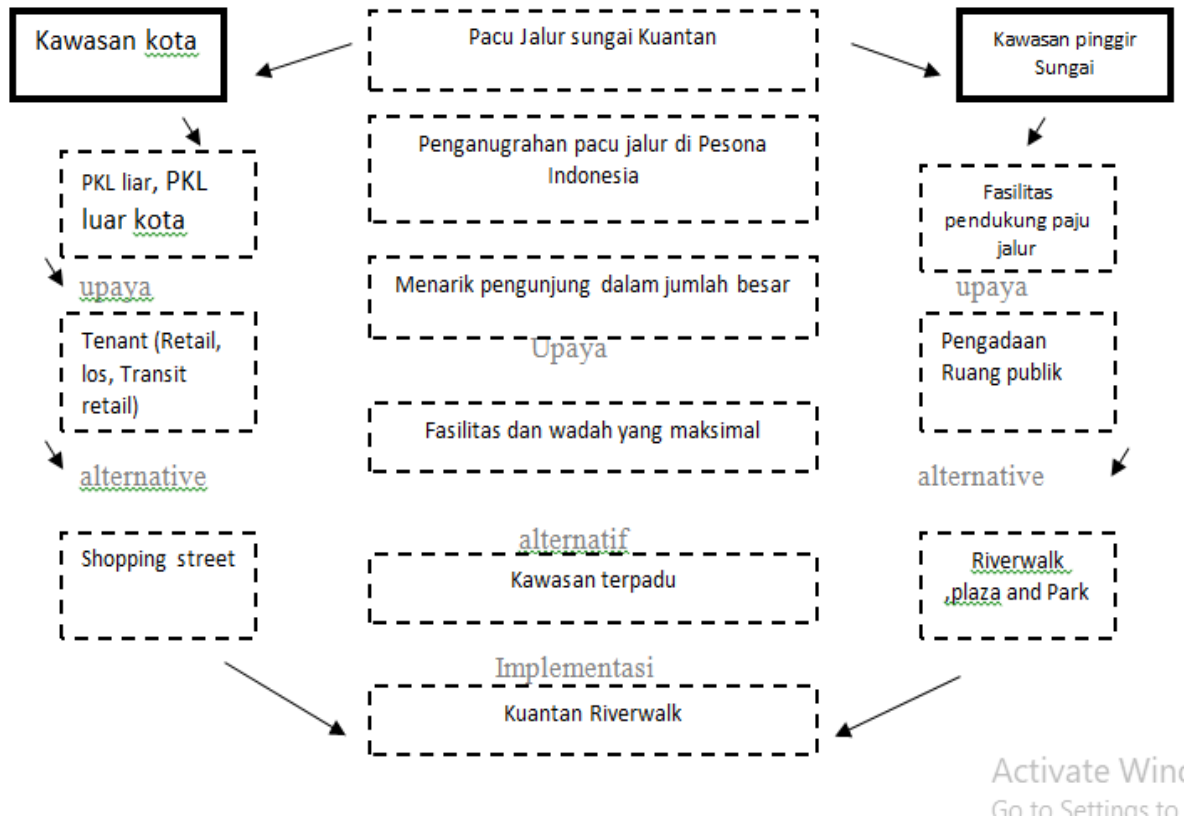 Kawasan kota
Pacu Jalur sungai Kuantan
Kawasan pinggir
Sungai
Penganugrahan pacu jalur di Pesona
Indonesia
PKL liar, PKL
luar kota
Fasilitas
pendukung paju
jalur
Menarik pengunjung dalam jumlah besar
upaya
Upaya
upaya
Tenant (Retail,
los, Transit
retail)
Pengadaan
Ruang publik
Fasilitas dan wadah yang maksimal
alternative
alternatif
alternative
Shopping street
Kawasan terpadu
Riverwalk
,plaza and Park
Implementasi
Kuantan Riverwalk
Activate Wind
Go to Settings to